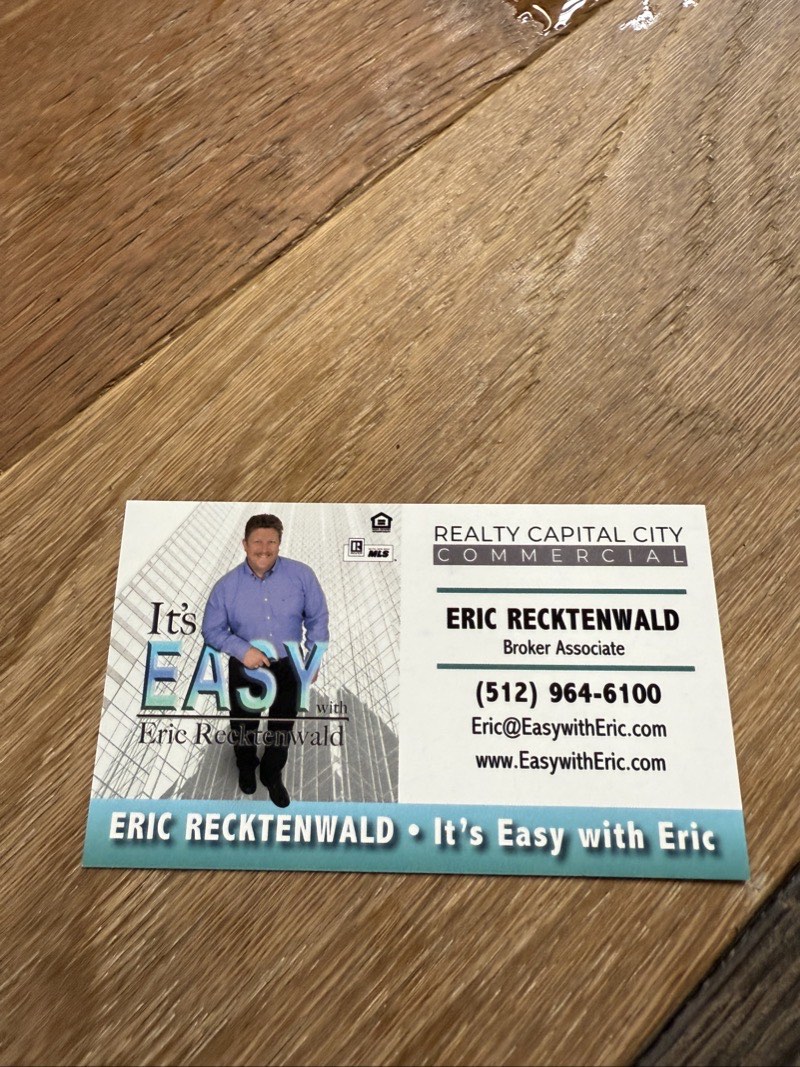 It's
EASY
with
Eric Recktenwald
R
MLS
REALTY CAPITAL CITY
COMMERCIAL
ERIC RECKTENWALD
Broker Associate
(512) 964-6100
Eric@EasywithEric.com
www.EasywithEric.com
ERIC RECKTENWALD • It's Easy with Eric